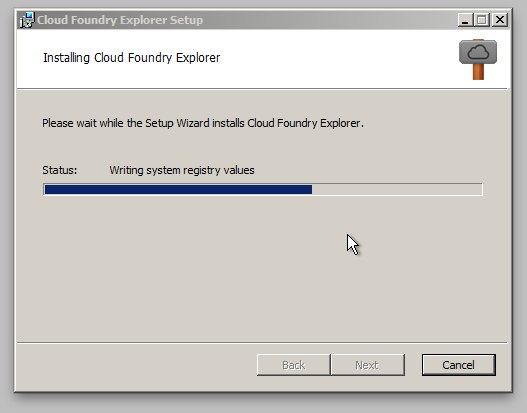 Cloud Foundry Explorer Setup
Installing Cloud Foundry Explorer
Please wait while the Setup Wizard installs Cloud Foundry Explorer.
Status: Writing system registry values
Back Next Cancel